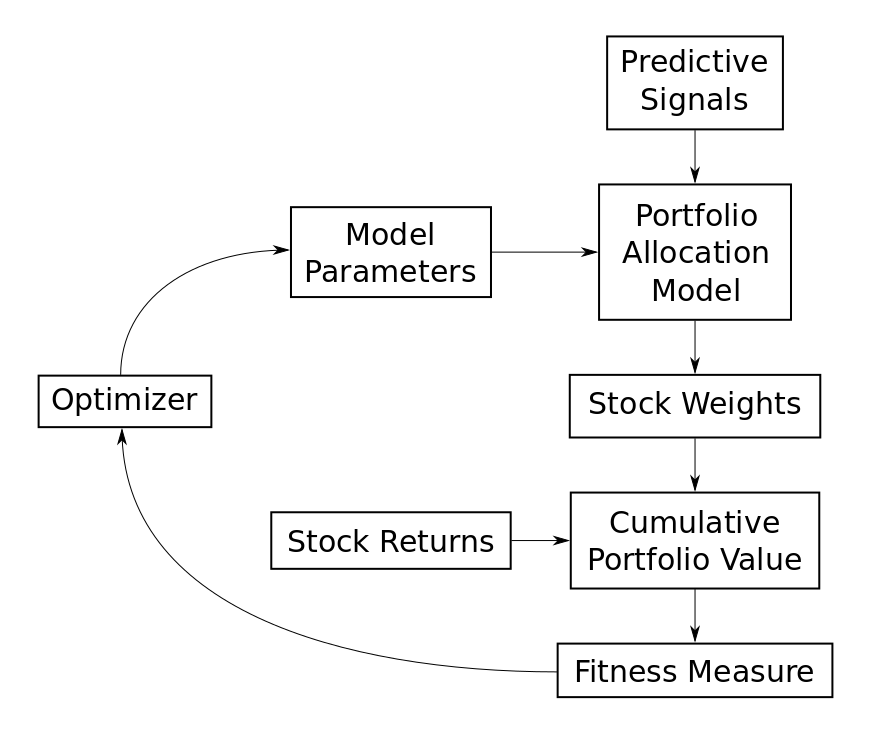 Predictive
Signals
Model
Parameters
Portfolio
Allocation
Model
Optimizer
Stock Weights
Stock Returns
Cumulative
Portfolio Value
Fitness Measure